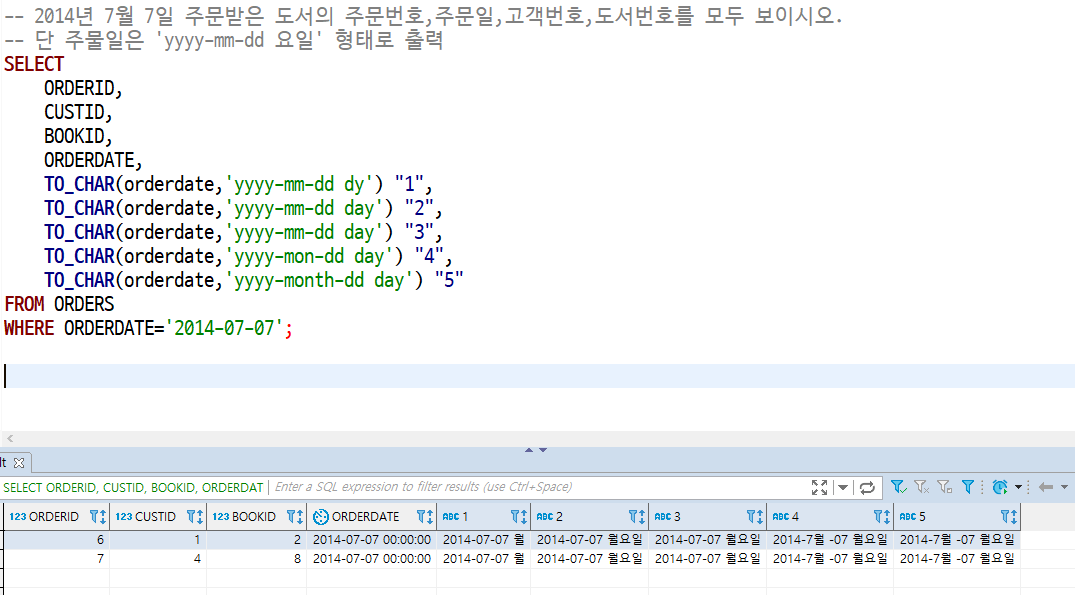 -- 2014년 7월 7일 주문받은 도서의 주문번호,주문일,고객번호,도서번호를 모두 보이시오.
-- 단 주물일은 'yyyy-mm-dd 요일' 형태로 출력
SELECT
ORDERID,
CUSTID,
BOOKID,
ORDERDATE,
TO_CHAR(orderdate,'yyyy-mm-dd dy') "1",
TO_CHAR(orderdate,'yyyy-mm-dd day') "2",
TO_CHAR(orderdate,'yyyy-mm-dd day') "3",
TO_CHAR(orderdate,'yyyy-mon-dd day') "4",
TO_CHAR(orderdate,'yyyy-month-dd day') "5"
FROM ORDERS
WHERE ORDERDATE='2014-07-07';
lt
SELECT ORDERID, CUSTID, BOOKID, ORDERDAT Enter a SQL expression to filter results (use Ctrl+Space)
123 ORDERID 123 CUSTID 123 BOOKID ORDERDATE ABC 1 ABC 2 ABC 3 ABC 4 ABC 5
6 1 2 2014-07-07 00:00:00 2014-07-07 월 2014-07-07 월요일 2014-07-07 월요일 2014-7월 -07 월요일 2014-7월 -07 월요일
7 4 8 2014-07-07 00:00:00 2014-07-07 월 2014-07-07 월요일 2014-07-07 월요일 2014-7월 -07 월요일 2014-7월 -07 월요일